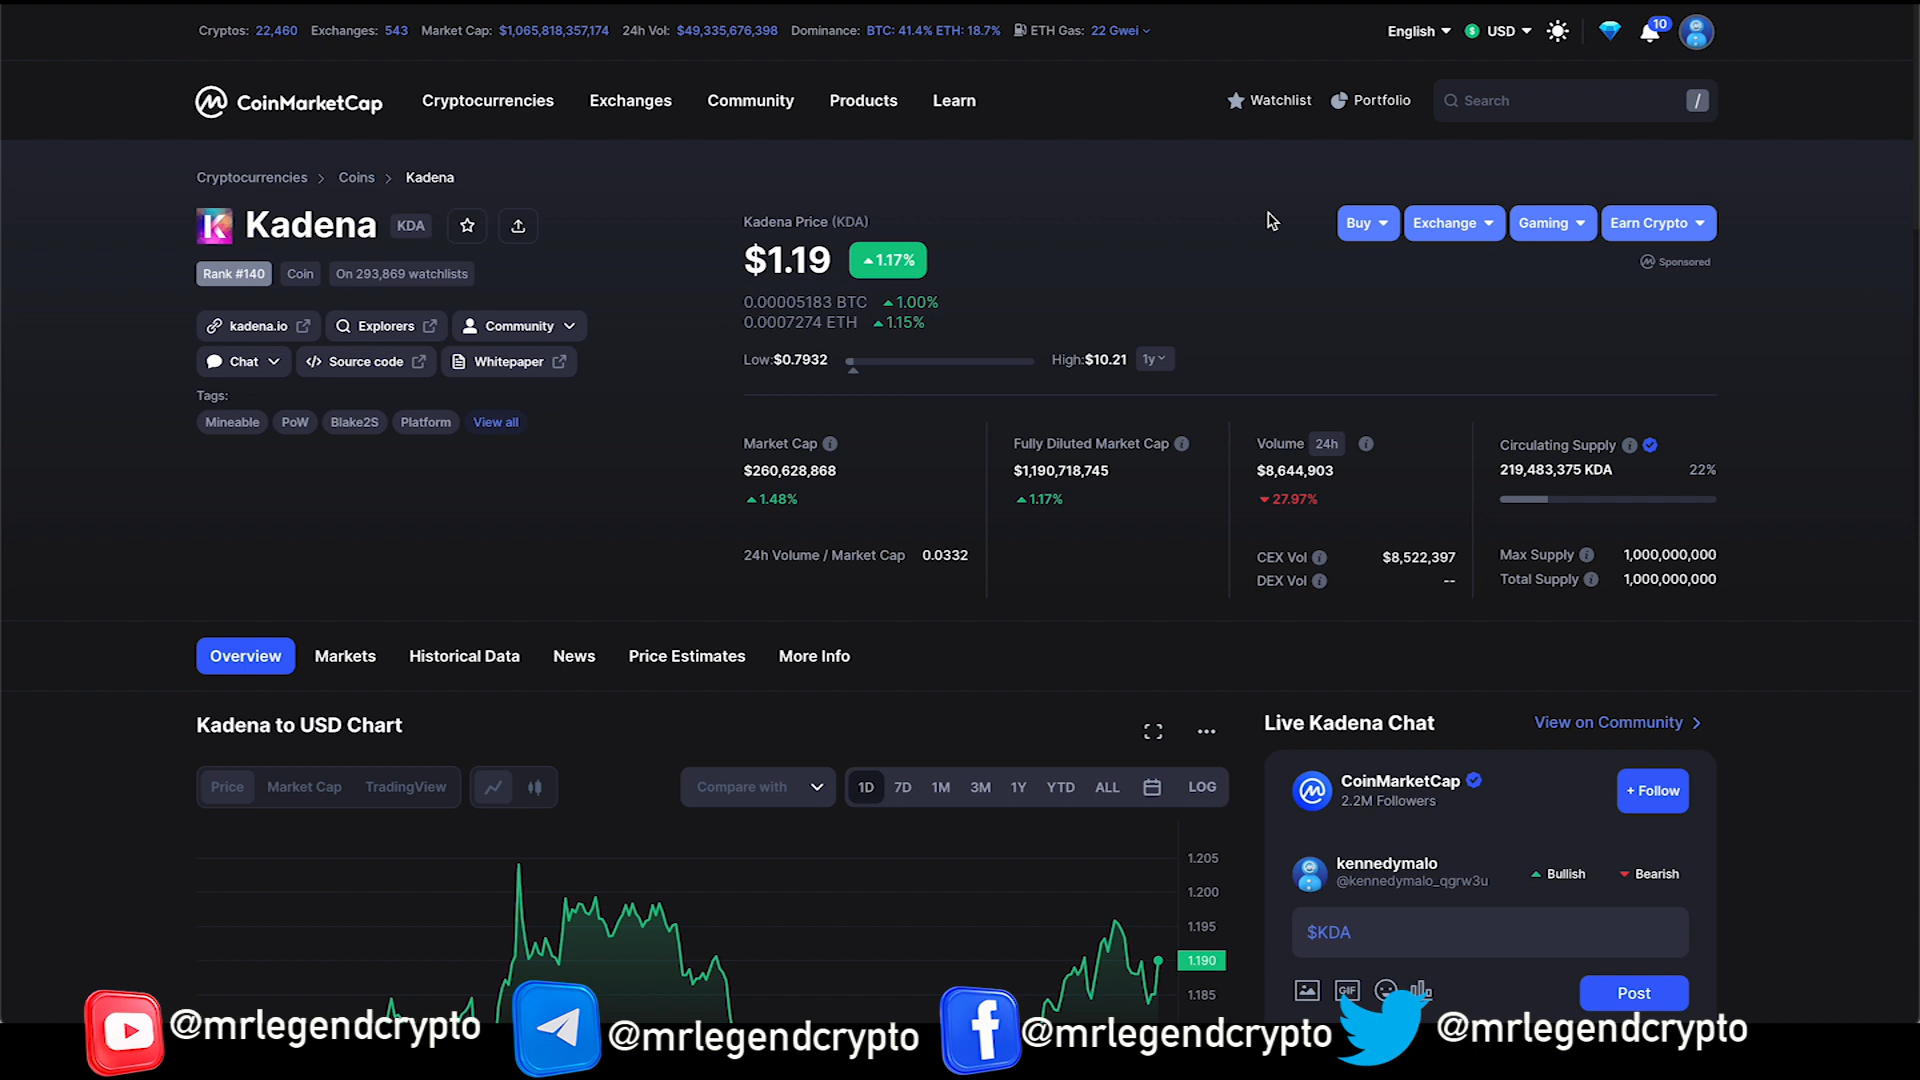 Cryptos: 22,460 Exchanges: 543 Market Cap: $1,065,818,357,174 24h Vol: $49,335,676,398 Dominance: BTC: 41.4% ETH: 18.7% ETH Gas: 22 Gwei
English USD 10
CoinMarketCap Cryptocurrencies Exchanges Community Products Learn Watchlist Portfolio Search /
Cryptocurrencies > Coins > Kadena
Kadena KDA
Rank #140 Coin On 293,869 watchlists
kadena.io Explorers Community
Chat Source code Whitepaper
Tags:
Mineable PoW Blake2S Platform View all
Kadena Price (KDA)
$1.19 1.17%
0.00005183 BTC 1.00%
0.0007274 ETH 1.15%
Low:$0.7932 High:$10.21 1y
Buy Exchange Gaming Earn Crypto
Sponsored
Market Cap
$260,628,868
1.48%
24h Volume / Market Cap 0.0332
Fully Diluted Market Cap
$1,190,718,745
1.17%
Volume 24h
$8,644,903
27.97%
CEX Vol $8,522,397
DEX Vol --
Circulating Supply
219,483,375 KDA 22%
Max Supply 1,000,000,000
Total Supply 1,000,000,000
Overview Markets Historical Data News Price Estimates More Info
Kadena to USD Chart
Price Market Cap TradingView Compare with 1D 7D 1M 3M 1Y YTD ALL LOG
1.205
1.200
1.195
1.190
1.185
Live Kadena Chat View on Community >
CoinMarketCap
2.2M Followers
+ Follow
kennedymalo
@kennedymalo_qgrw3u
Bullish Bearish
$KDA
GIF
Post
@mrlegendcrypto @mrlegendcrypto @mrlegendcrypto @mrlegendcrypto